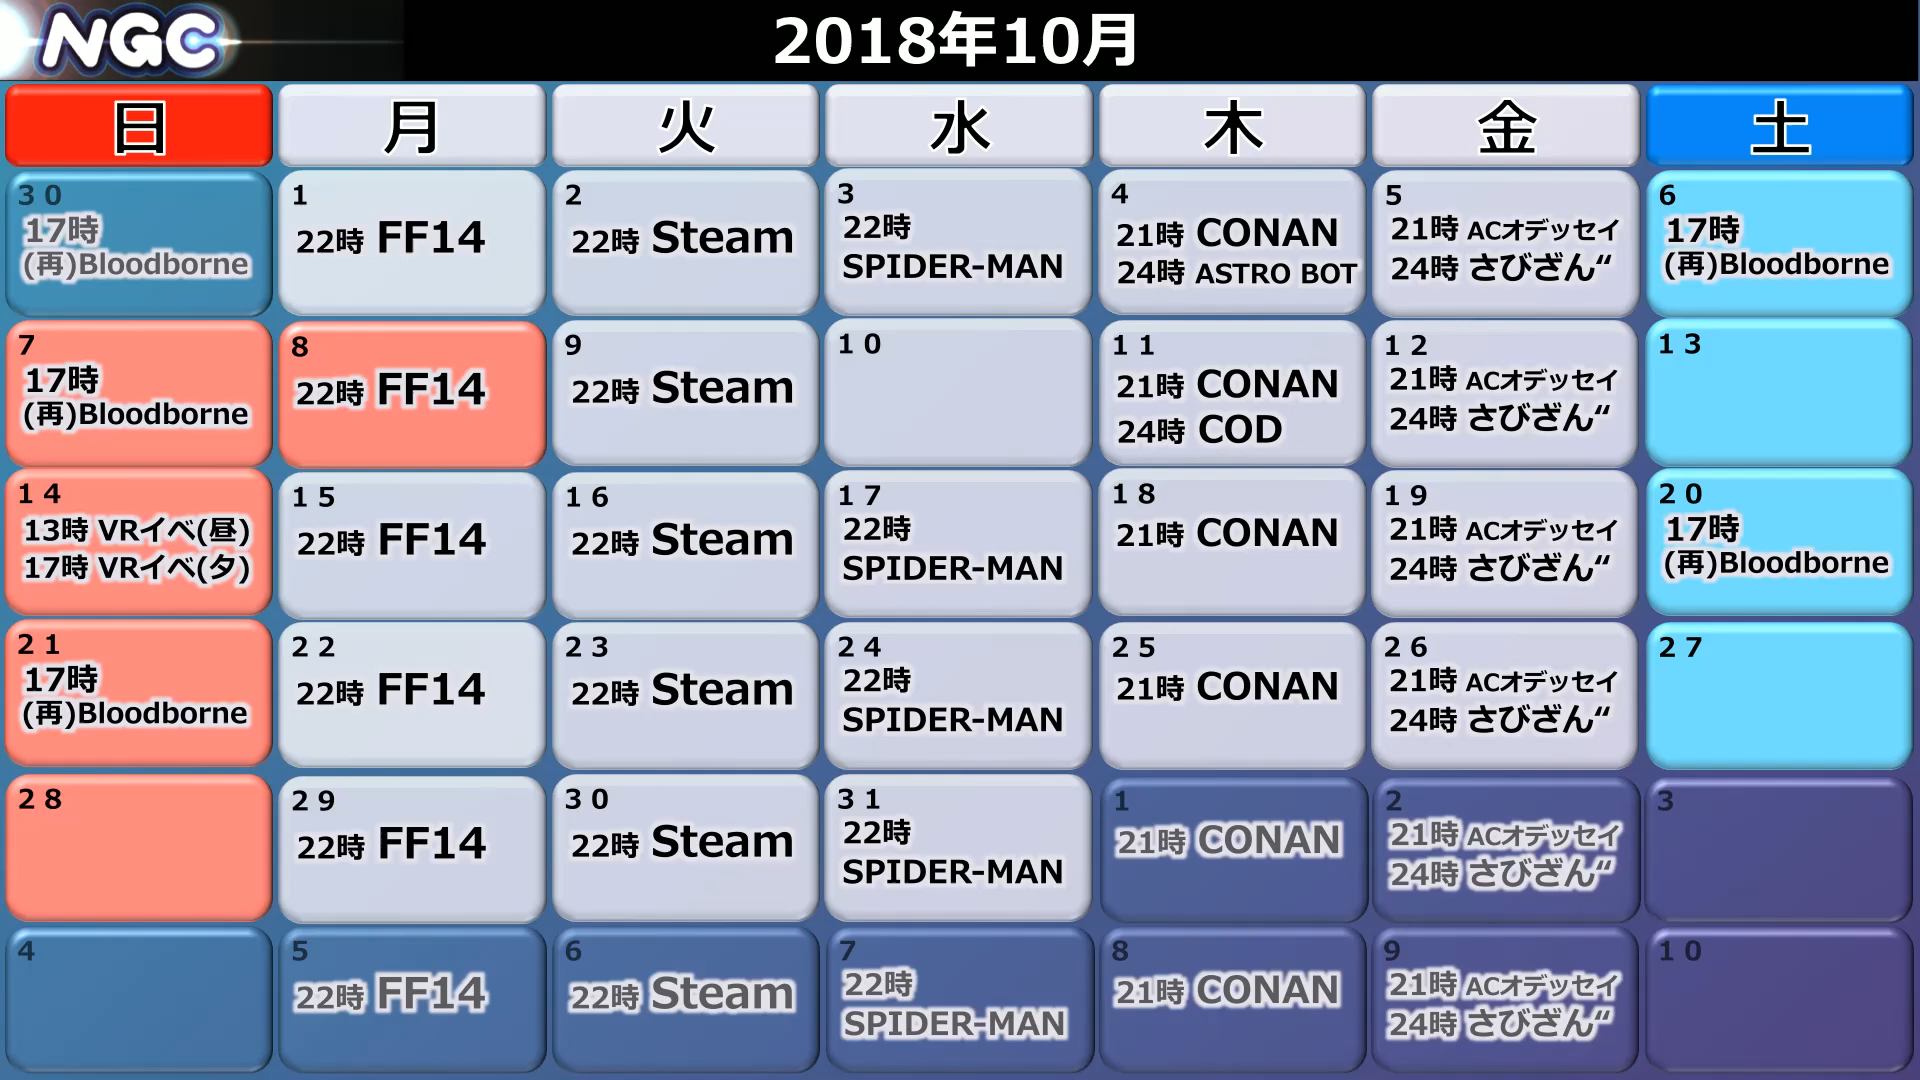 NGC
2018年10月
日 月 火 水 木 金 土
30
17時
(再)Bloodborne
1
22時 FF14
2
22時 Steam
3
22時
SPIDER-MAN
4
21時 CONAN
24時 ASTRO BOT
5
21時 ACオデッセイ
24時 さびざん“
6
17時
(再)Bloodborne
7
17時
(再)Bloodborne
8
22時 FF14
9
22時 Steam
10
11
21時 CONAN
24時 COD
12
21時 ACオデッセイ
24時 さびざん“
13
14
13時 VRイベ(昼)
17時 VRイベ(夕)
15
22時 FF14
16
22時 Steam
17
22時
SPIDER-MAN
18
21時 CONAN
19
21時 ACオデッセイ
24時 さびざん“
20
17時
(再)Bloodborne
21
17時
(再)Bloodborne
22
22時 FF14
23
22時 Steam
24
22時
SPIDER-MAN
25
21時 CONAN
26
21時 ACオデッセイ
24時 さびざん“
27
28
29
22時 FF14
30
22時 Steam
31
22時
SPIDER-MAN
1
21時 CONAN
2
21時 ACオデッセイ
24時 さびざん“
3
4
5
22時 FF14
6
22時 Steam
7
22時
SPIDER-MAN
8
21時 CONAN
9
21時 ACオデッセイ
24時 さびざん“
10